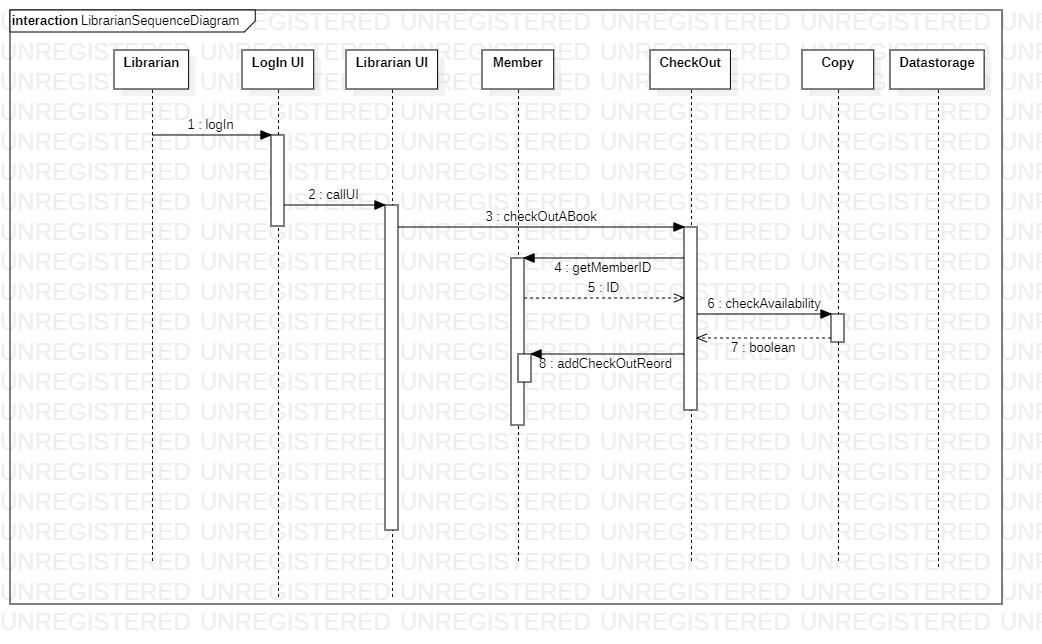 interaction LibrarianSequenceDiagram
Librarian
LogIn UI
Librarian UI
Member
CheckOut
Copy
Datastorage
1 : logIn
2 : callUI
3 : checkOutABook
4 : getMemberID
5 : ID
6 : checkAvailability
7 : boolean
8 : addCheckOutReord
UNREGISTERED